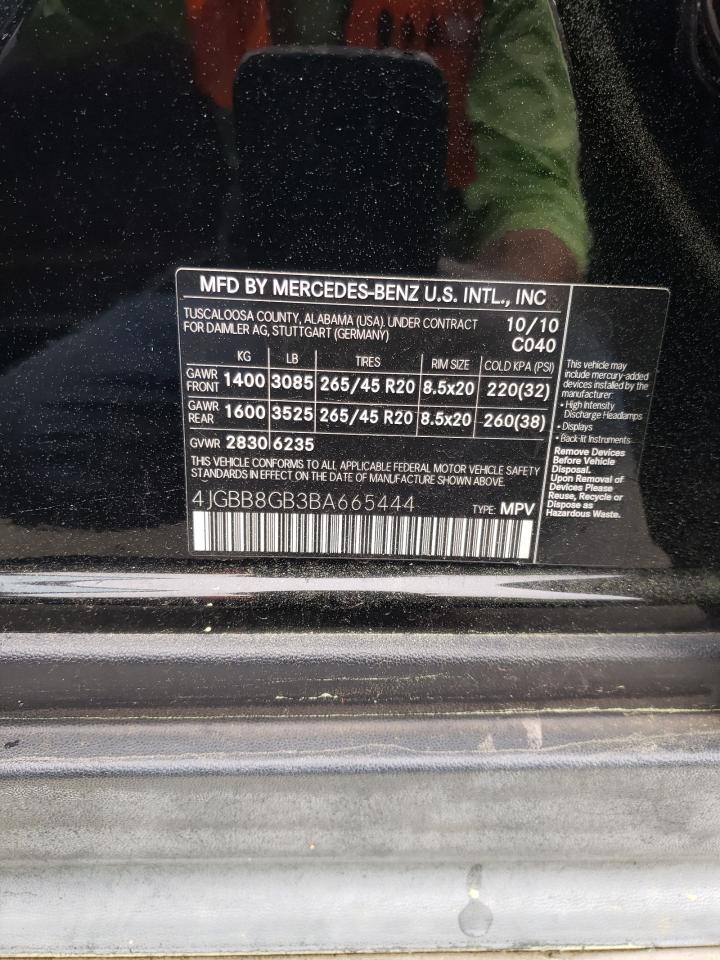 MFD BY MERCEDES-BENZ U.S. INTL., INC
TUSCALOOSA COUNTY, ALABAMA (USA). UNDER CONTRACT
FOR DAIMLER AG, STUTTGART (GERMANY)
10/10
C040
KG LB TIRES RIM SIZE COLD KPA (PSI)
GAWR FRONT 1400 3085 265/45 R20 8.5x20 220(32)
GAWR REAR 1600 3525 265/45 R20 8.5x20 260(38)
GVWR 2830 6235
THIS VEHICLE CONFORMS TO ALL APPLICABLE FEDERAL MOTOR VEHICLE SAFETY
STANDARDS IN EFFECT ON THE DATE OF MANUFACTURE SHOWN ABOVE.
4JGBB8GB3BA665444 TYPE: MPV
This vehicle may
include mercury-added
devices installed by the
manufacturer:
• High Intensity
Discharge Headlamps
• Displays
• Back-lit Instruments
Remove Devices
Before Vehicle
Disposal.
Upon Removal of
Devices Please
Reuse, Recycle or
Dispose as
Hazardous Waste.